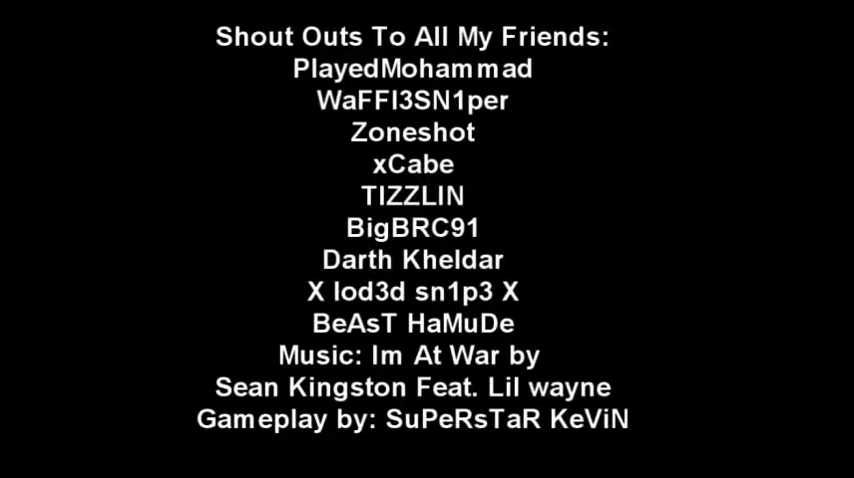 Shout Outs To All My Friends:
PlayedMohammad
WaFFl3SN1per
Zoneshot
xCabe
TIZZLIN
BigBRC91
Darth Kheldar
X lod3d sn1p3 X
BeAsT HaMuDe
Music: Im At War by
Sean Kingston Feat. Lil wayne
Gameplay by: SuPeRsTaR KeViN